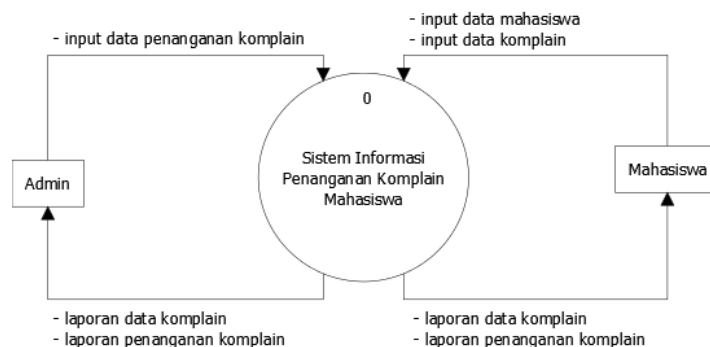 - input data penanganan komplain
- input data mahasiswa
- input data komplain
0
Sistem Informasi
Penanganan Komplain
Mahasiswa
Admin
Mahasiswa
- laporan data komplain
- laporan penanganan komplain
- laporan data komplain
- laporan penanganan komplain